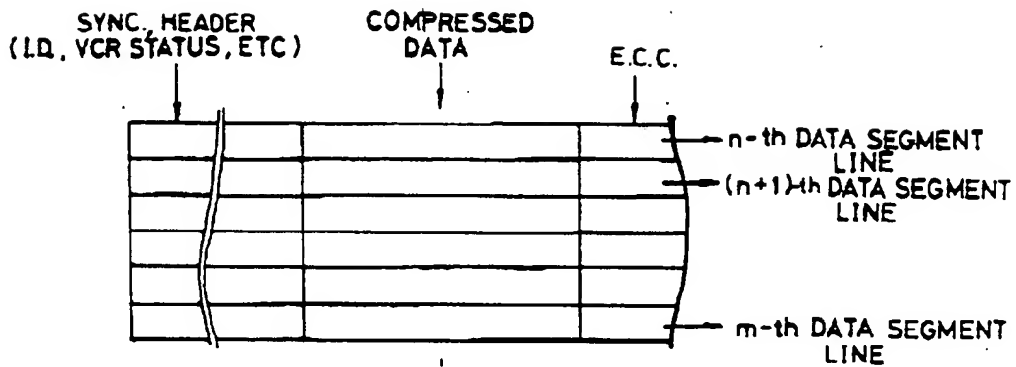 SYNC., HEADER
(I.D., VCR STATUS, ETC)
COMPRESSED
DATA
E.C.C.
n-th DATA SEGMENT
LINE
(n+1)-th DATA SEGMENT
LINE
m-th DATA SEGMENT
LINE